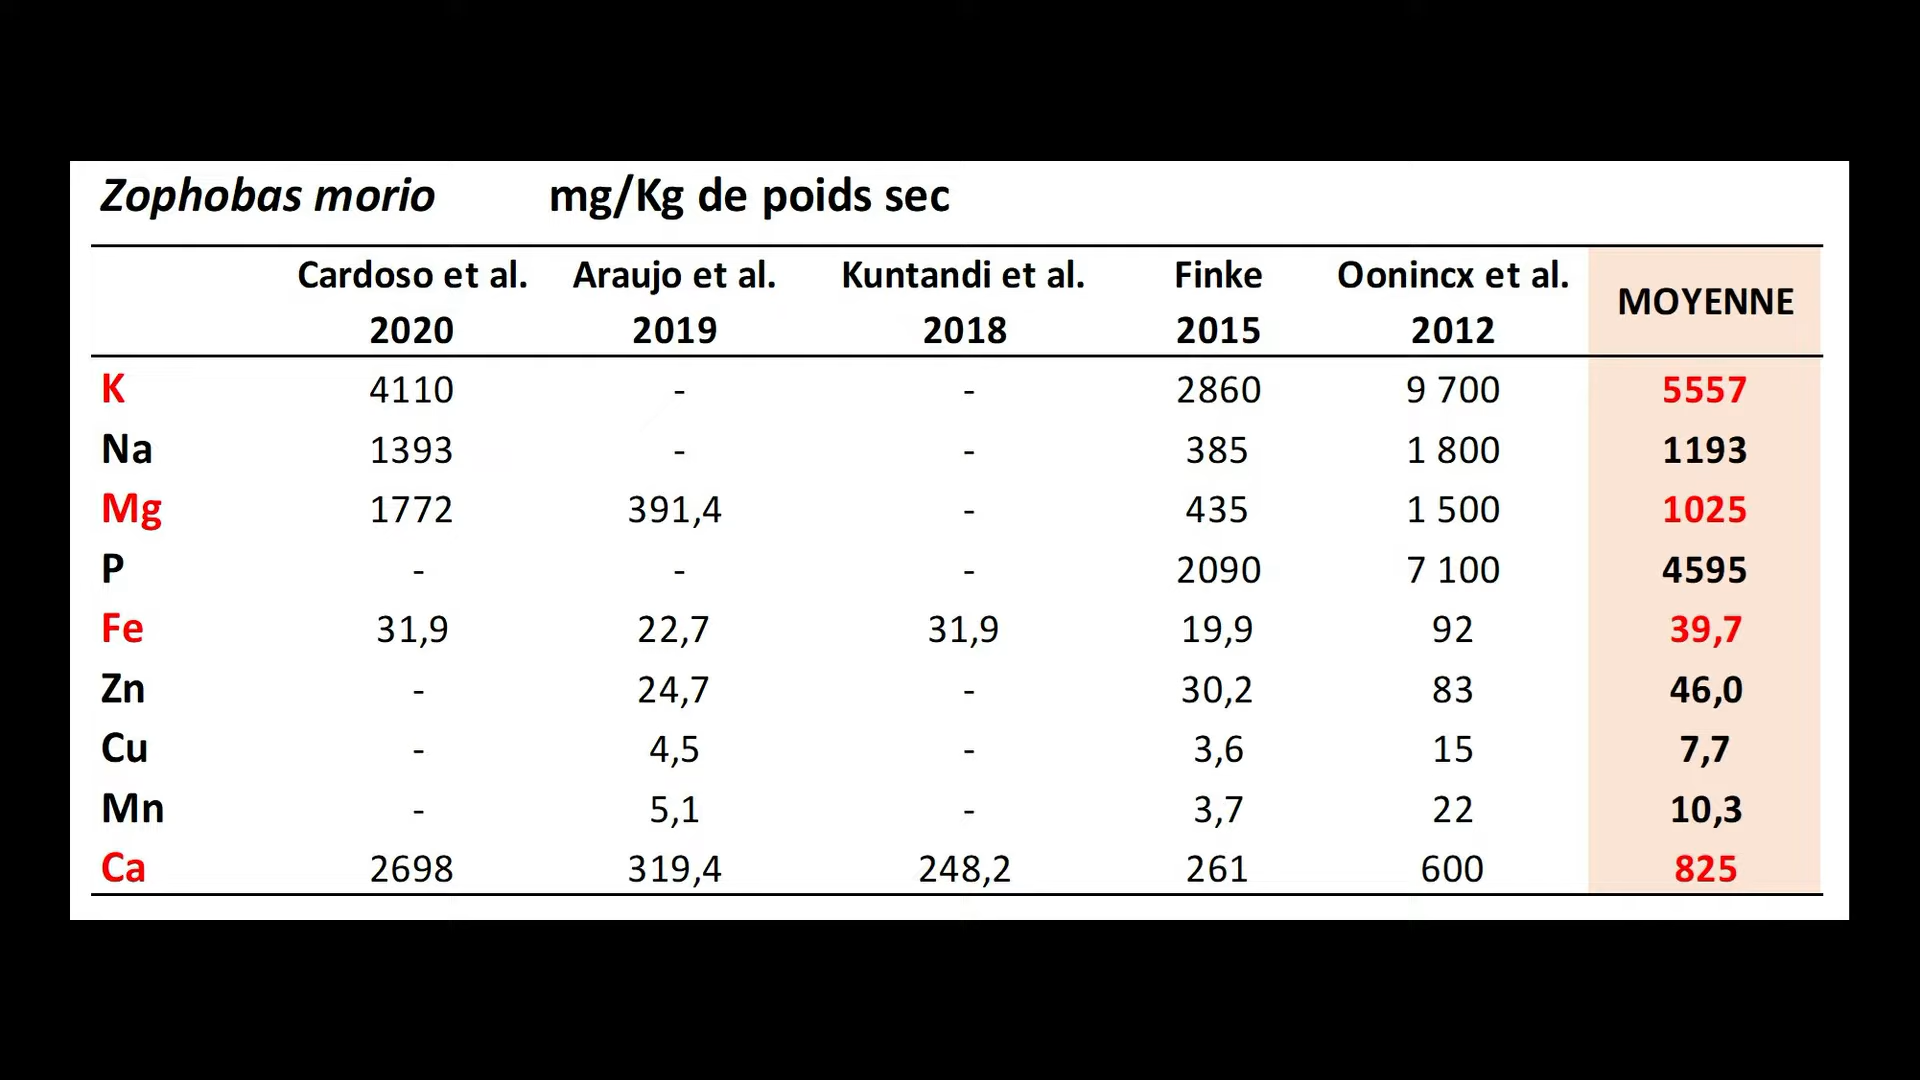 Zophobas morio mg/Kg de poids sec
Cardoso et al. Araujo et al. Kuntandi et al. Finke Oonincx et al. MOYENNE
2020 2019 2018 2015 2012
K 4110 - - 2860 9 700 5557
Na 1393 - - 385 1 800 1193
Mg 1772 391,4 - 435 1 500 1025
P - - - 2090 7 100 4595
Fe 31,9 22,7 31,9 19,9 92 39,7
Zn - 24,7 - 30,2 83 46,0
Cu - 4,5 - 3,6 15 7,7
Mn - 5,1 - 3,7 22 10,3
Ca 2698 319,4 248,2 261 600 825